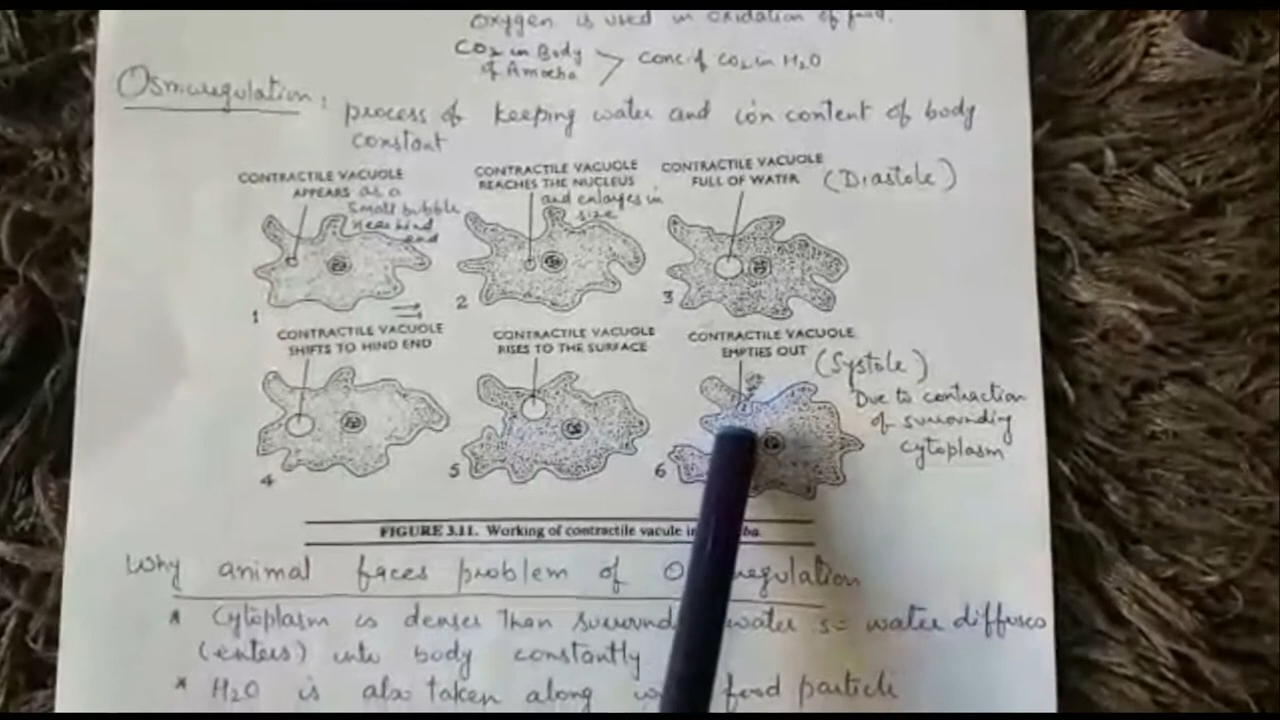 oxygen is used in oxidation of food.
CO2 in Body of Amoeba > conc. of CO2 in H2O
Osmoregulation : process of keeping water and ion content of body
constant
CONTRACTILE VACUOLE
APPEARS as a
small bubble
near hind
end
1
CONTRACTILE VACUOLE
REACHES THE NUCLEUS
and enlarges in
size
2
CONTRACTILE VACUOLE
FULL OF WATER (Diastole)
3
CONTRACTILE VACUOLE
SHIFTS TO HIND END
4
CONTRACTILE VACUOLE
RISES TO THE SURFACE
5
CONTRACTILE VACUOLE
EMPTIES OUT (Systole)
Due to contraction
of surrounding
cytoplasm
6
FIGURE 3.11. Working of contractile vacule in
Why animal faces problem of O regulation
* Cytoplasm is denser than surround water so water diffuses
(enters) into body constantly
* H2O is also taken along food particle